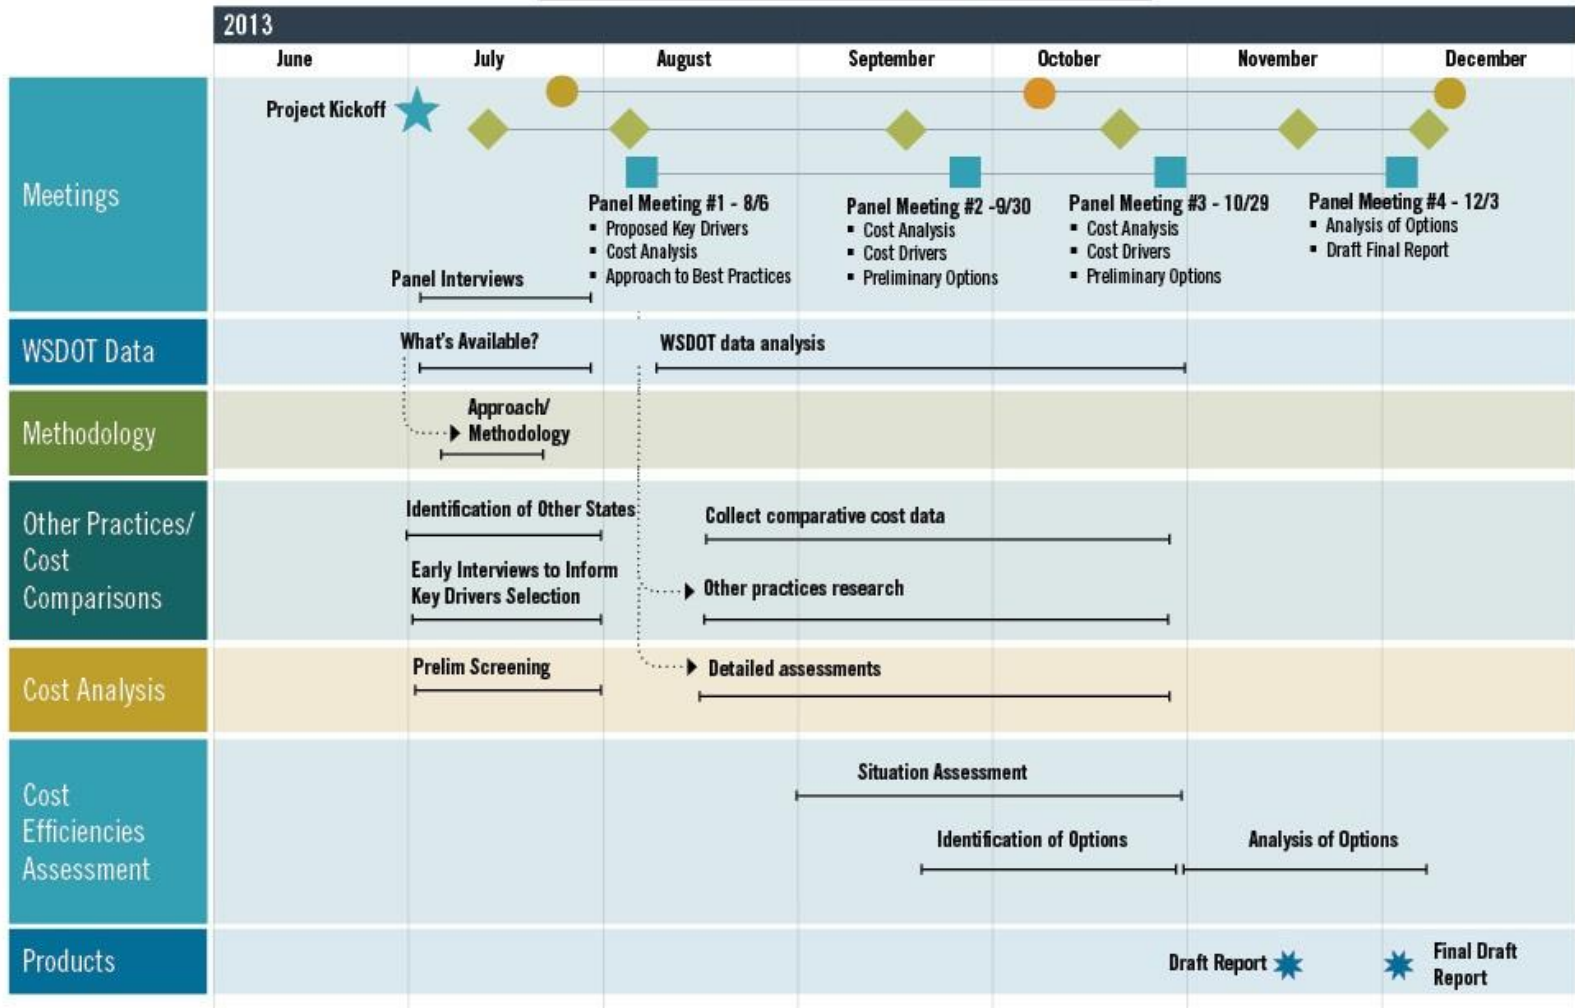 2013
June
July
August
September
October
November
December
Meetings
Project Kickoff
Panel Meeting #1 - 8/6
▪ Proposed Key Drivers
▪ Cost Analysis
▪ Approach to Best Practices
Panel Meeting #2 -9/30
▪ Cost Analysis
▪ Cost Drivers
▪ Preliminary Options
Panel Meeting #3 - 10/29
▪ Cost Analysis
▪ Cost Drivers
▪ Preliminary Options
Panel Meeting #4 - 12/3
▪ Analysis of Options
▪ Draft Final Report
Panel Interviews
WSDOT Data
What's Available?
WSDOT data analysis
Methodology
Approach/
Methodology
Other Practices/
Cost
Comparisons
Identification of Other States
Collect comparative cost data
Early Interviews to Inform
Key Drivers Selection
Other practices research
Cost Analysis
Prelim Screening
Detailed assessments
Cost
Efficiencies
Assessment
Situation Assessment
Identification of Options
Analysis of Options
Products
Draft Report
Final Draft
Report